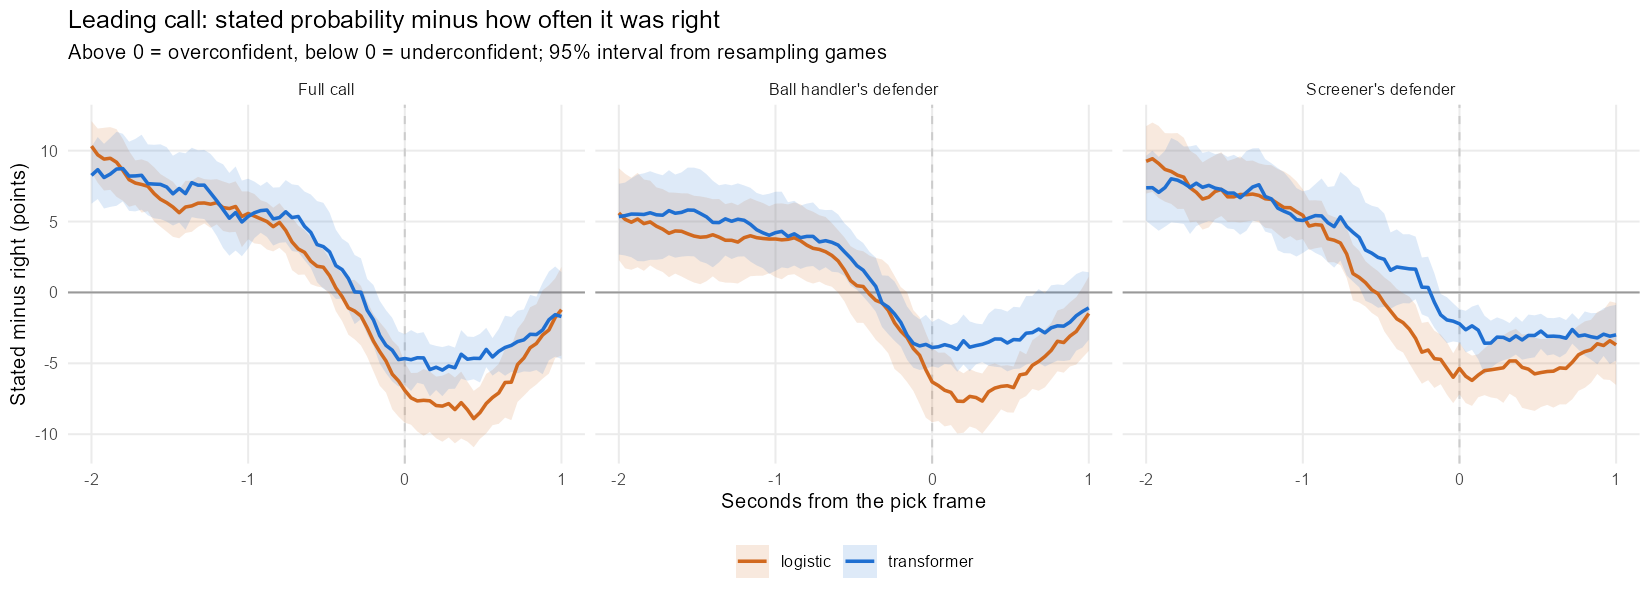 Leading call: stated probability minus how often it was right
Above 0 = overconfident, below 0 = underconfident; 95% interval from resampling games
Full call
Ball handler's defender
Screener's defender
Stated minus right (points)
10
5
0
-5
-10
-2 -1 0 1
-2 -1 0 1
-2 -1 0 1
Seconds from the pick frame
logistic transformer